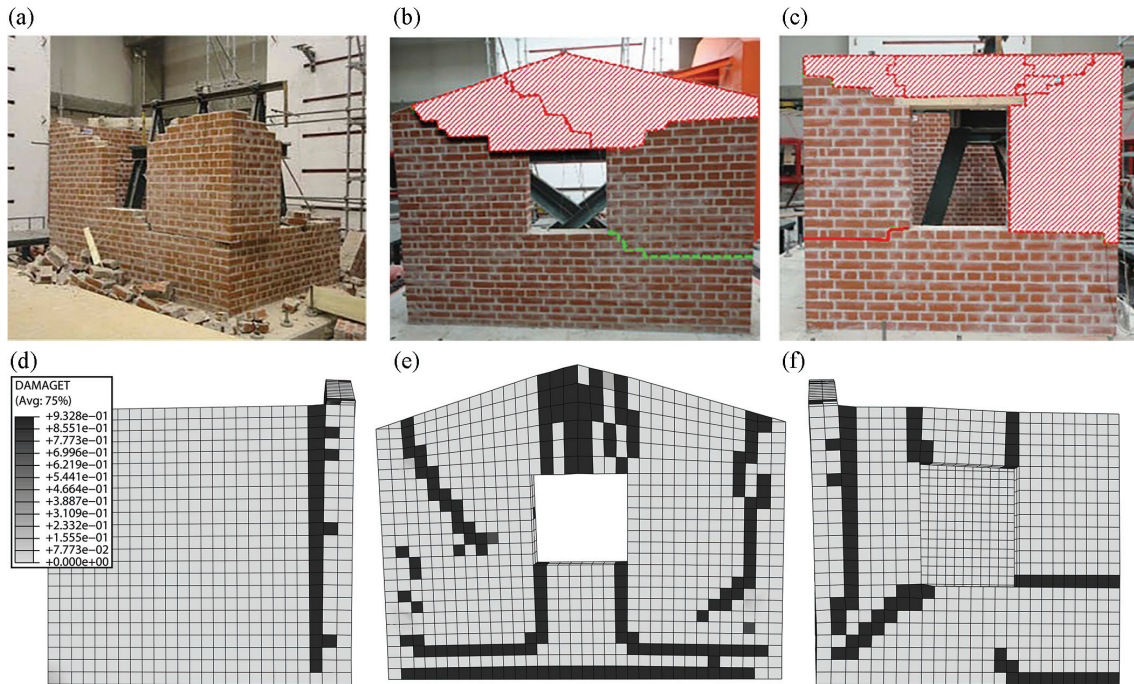 (a)
(b)
(c)
(d)
(e)
(f)
DAMAGET
(Avg: 75%)
+9.328e−01
+8.551e−01
+7.773e−01
+6.996e−01
+6.219e−01
+5.441e−01
+4.664e−01
+3.887e−01
+3.109e−01
+2.332e−01
+1.555e−01
+7.773e−02
+0.000e+00